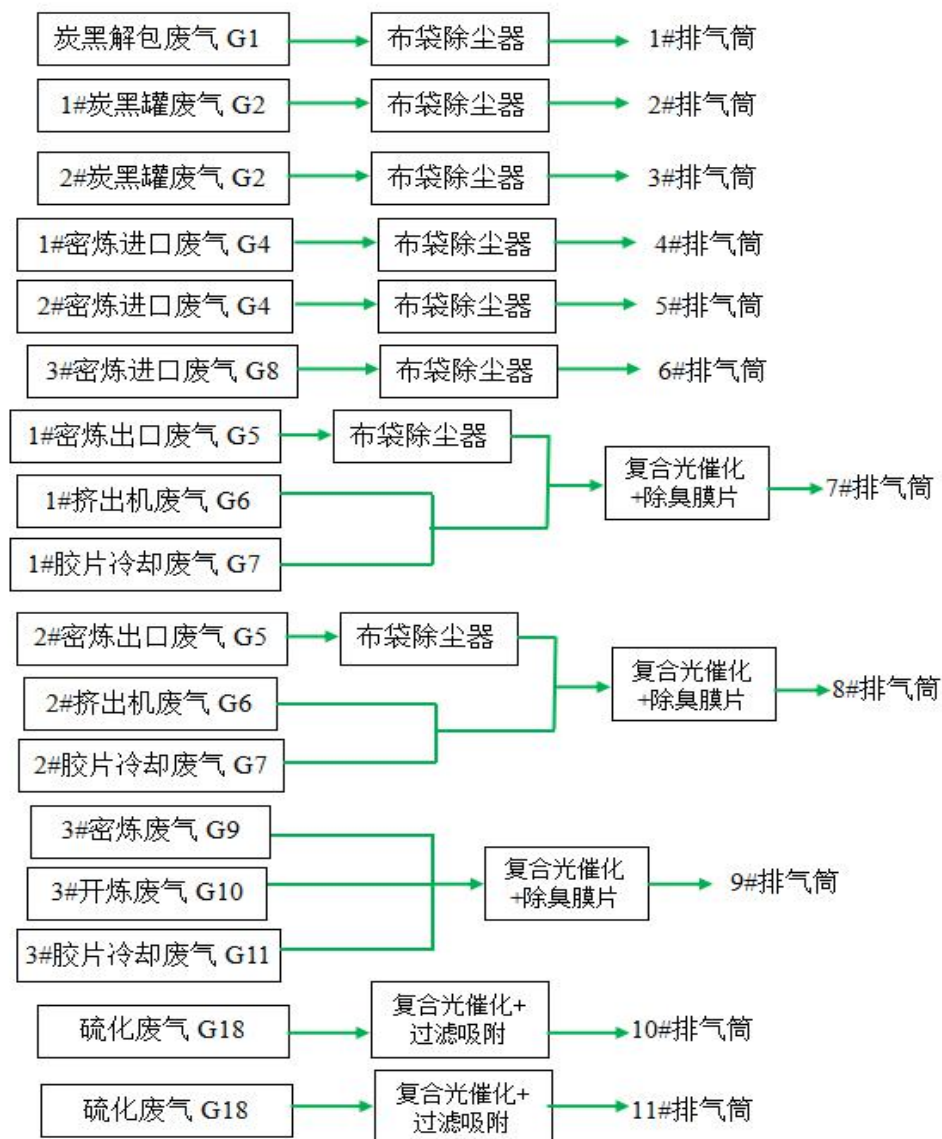 炭黑解包废气 G1
布袋除尘器
1#排气筒
1#炭黑罐废气 G2
布袋除尘器
2#排气筒
2#炭黑罐废气 G2
布袋除尘器
3#排气筒
1#密炼进口废气 G4
布袋除尘器
4#排气筒
2#密炼进口废气 G4
布袋除尘器
5#排气筒
3#密炼进口废气 G8
布袋除尘器
6#排气筒
1#密炼出口废气 G5
布袋除尘器
1#挤出机废气 G6
1#胶片冷却废气 G7
复合光催化
+除臭膜片
7#排气筒
2#密炼出口废气 G5
布袋除尘器
2#挤出机废气 G6
2#胶片冷却废气 G7
复合光催化
+除臭膜片
8#排气筒
3#密炼废气 G9
3#开炼废气 G10
3#胶片冷却废气 G11
复合光催化
+除臭膜片
9#排气筒
硫化废气 G18
复合光催化+
过滤吸附
10#排气筒
硫化废气 G18
复合光催化+
过滤吸附
11#排气筒